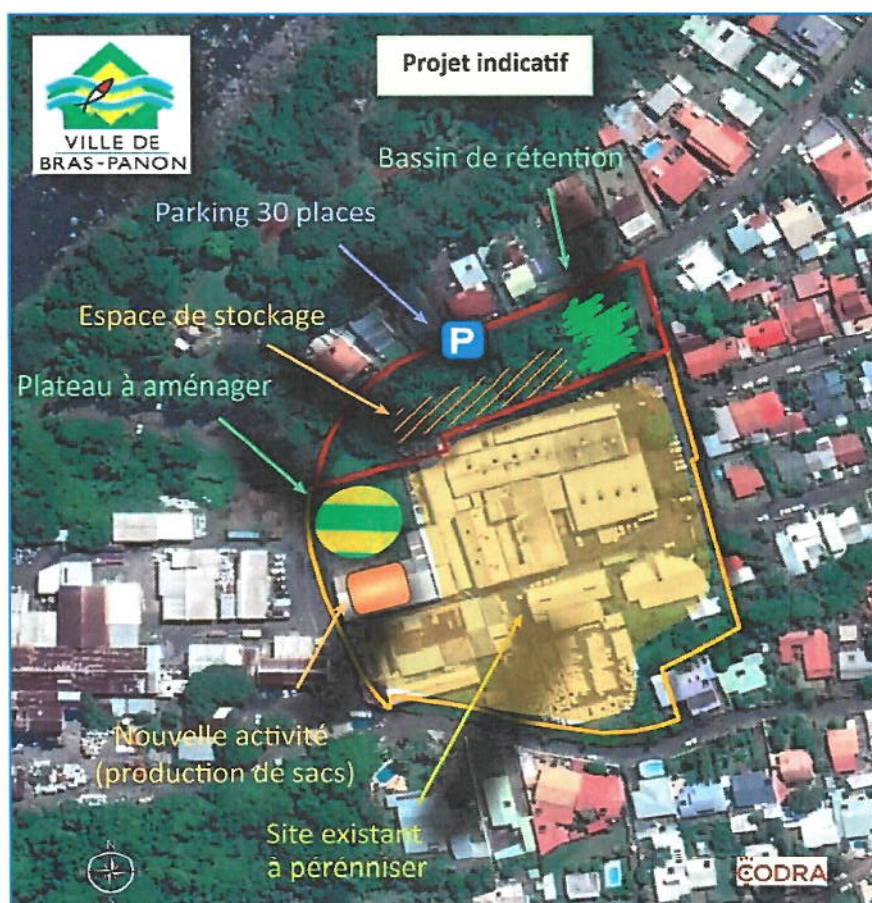 VILLE DE
BRAS-PANON
Projet indicatif
Bassin de rétention
Parking 30 places
P
Espace de stockage
Plateau à aménager
Nouvelle activité
(production de sacs)
Site existant
à pérénniser
N
CODRA